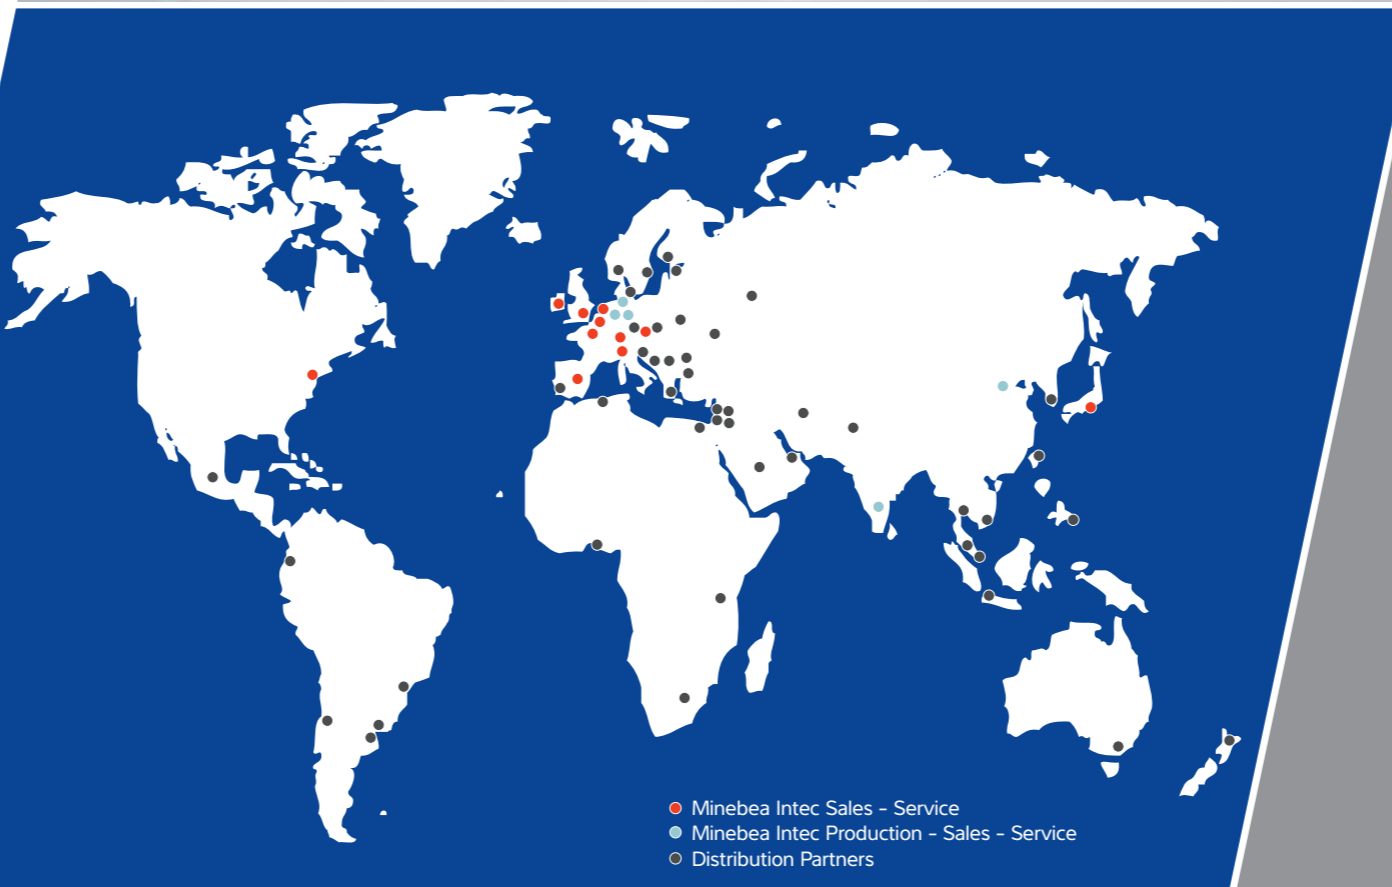 Minebea Intec Sales - Service
Minebea Intec Production - Sales - Service
Distribution Partners